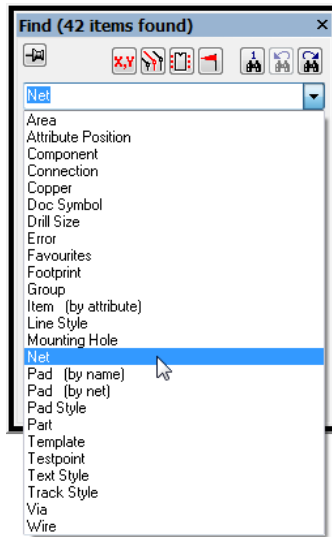 Find (42 items found)
X,Y
1
Net
Area
Attribute Position
Component
Connection
Copper
Doc Symbol
Drill Size
Error
Favourites
Footprint
Group
Item (by attribute)
Line Style
Mounting Hole
Net
Pad (by name)
Pad (by net)
Pad Style
Part
Template
Testpoint
Text Style
Track Style
Via
Wire